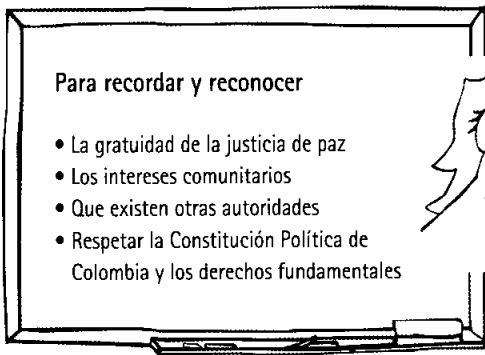 Para recordar y reconocer
• La gratuidad de la justicia de paz
• Los intereses comunitarios
• Que existen otras autoridades
• Respetar la Constitución Política de
Colombia y los derechos fundamentales